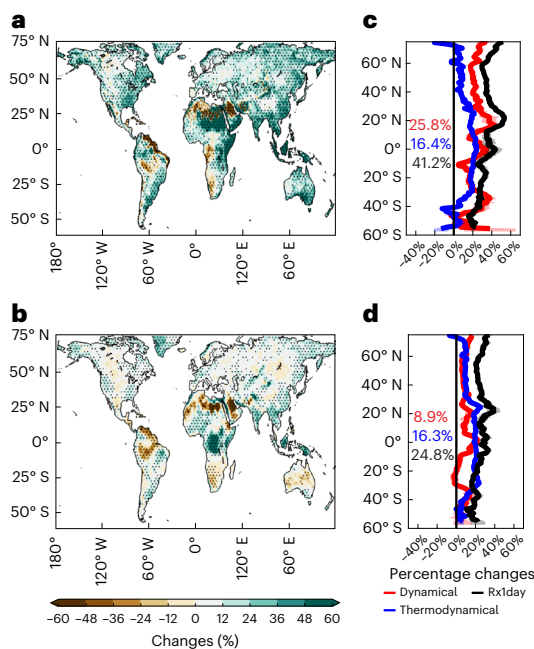 a
75° N
50° N
25° N
0°
25° S
50° S
180°
120° W
60° W
0°
120° E
60° E
c
60° N
40° N
20° N
0°
20° S
40° S
60° S
25.8%
16.4%
41.2%
-40%
-20%
0%
20%
40%
60%
b
75° N
50° N
25° N
0°
25° S
50° S
180°
120° W
60° W
0°
120° E
60° E
d
60° N
40° N
20° N
0°
20° S
40° S
60° S
8.9%
16.3%
24.8%
-40%
-20%
0%
20%
40%
60%
−60 −48 −36 −24 −12 0 12 24 36 48 60
Changes (%)
Percentage changes
Dynamical Rx1day
Thermodynamical